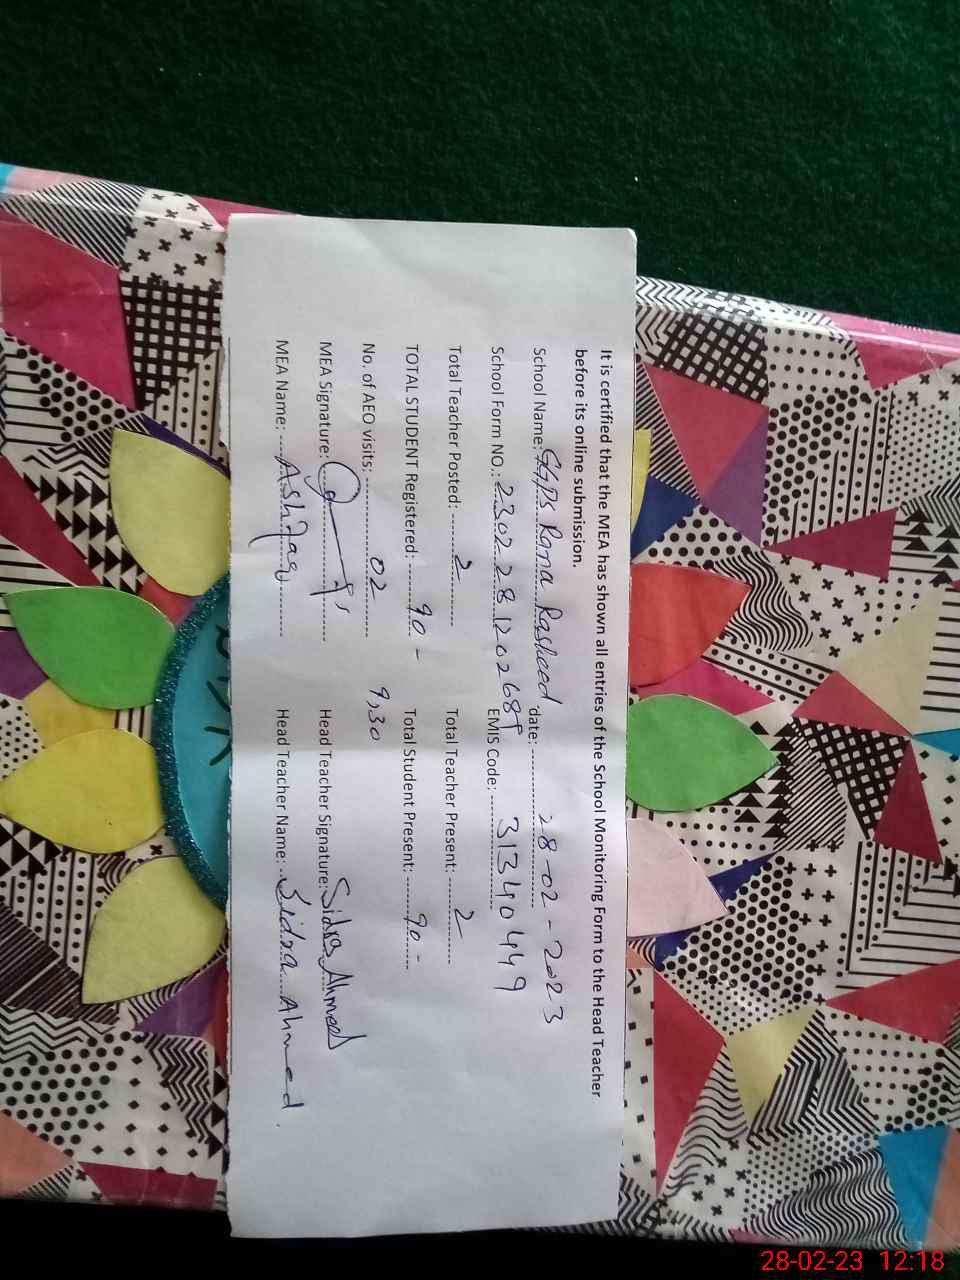 It is certified that the MEA has shown all entries of the School Monitoring Form to the Head Teacher
before its online submission.
School Name: GGPS Rona Rasheed date: 28-02-2023
School Form NO.: 2302281202689 EMIS Code: 31340449
Total Teacher Posted: 2 Total Teacher Present: 2
TOTAL STUDENT Registered: 90 - Total Student Present: 90 -
No. of AEO visits: 02 9,30
MEA Signature: Head Teacher Signature: Sidra Ahmed
MEA Name: Ashfaq Head Teacher Name: Sidra Ahmed
28-02-23 12:18